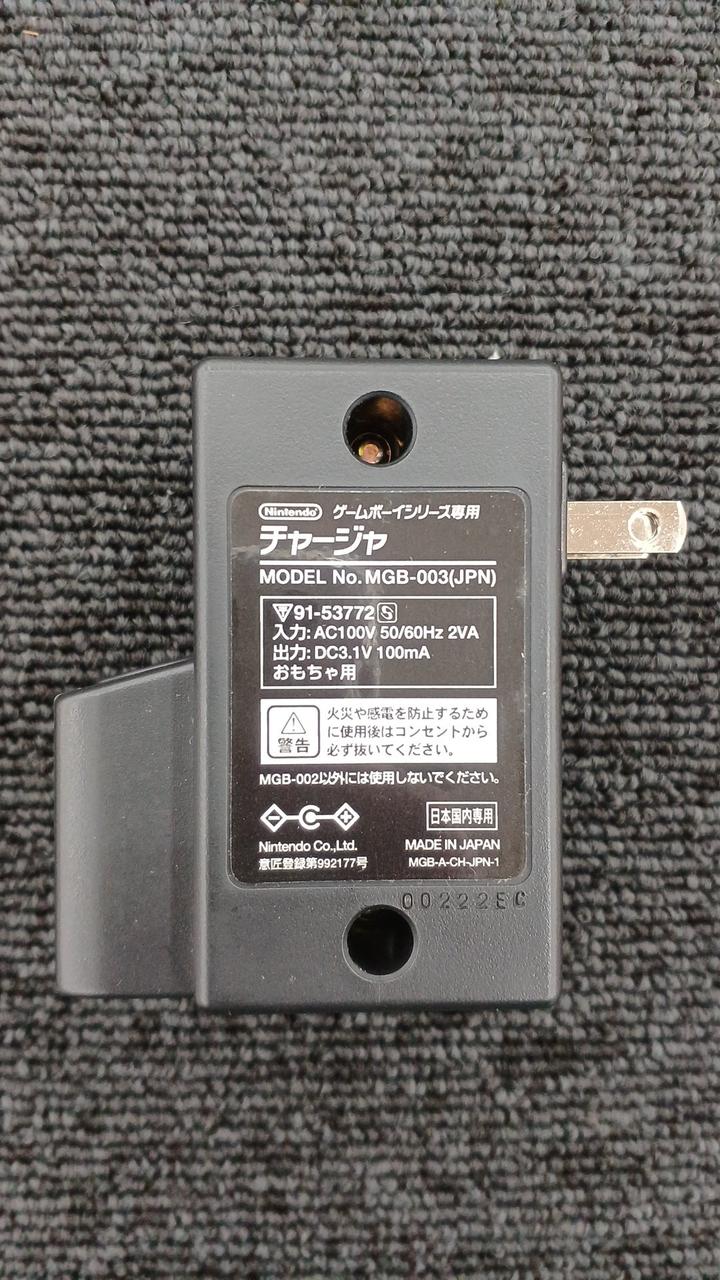 Nintendo ゲームボーイシリーズ専用
チャージャ
MODEL No. MGB-003(JPN)
91-53772
入力: AC100V 50/60Hz 2VA
出力: DC3.1V 100mA
おもちゃ用
警告
火災や感電を防止するため
に使用後はコンセントから
必ず抜いてください。
MGB-002以外には使用しないでください。
日本国内専用
Nintendo Co.,Ltd. MADE IN JAPAN
意匠登録第992177号 MGB-A-CH-JPN-1
00222EC